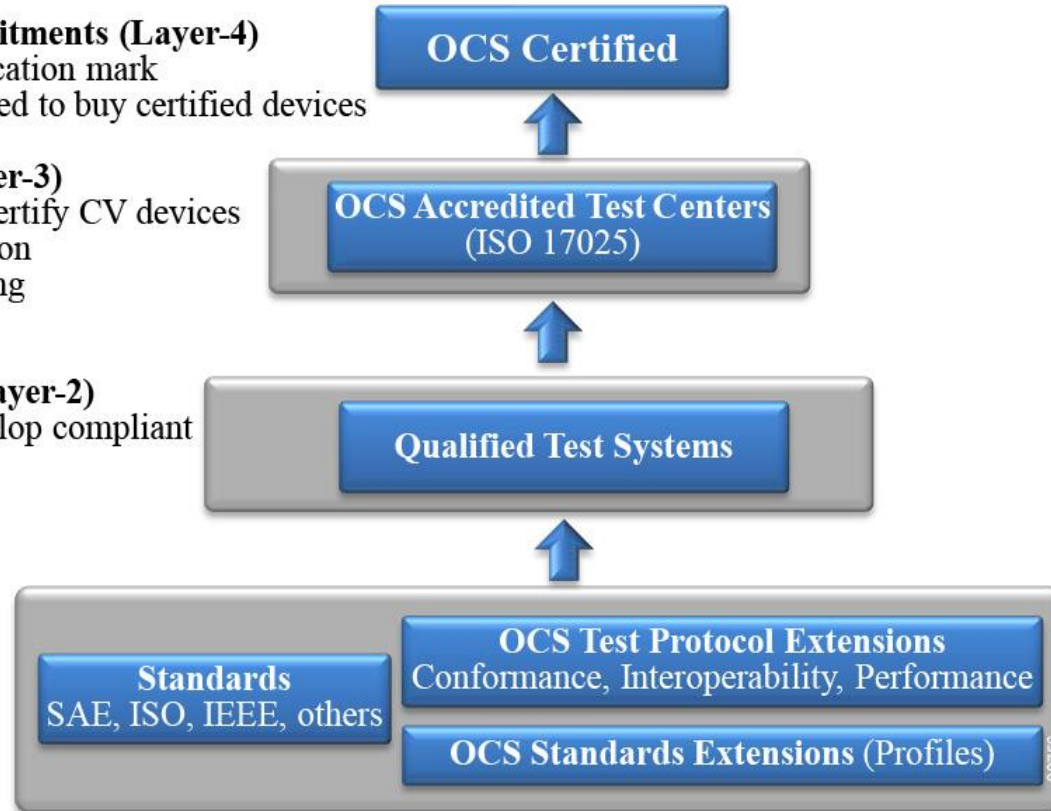 itments (Layer-4)
cation mark
ed to buy certified devices
OCS Certified
er-3)
ertify CV devices
on
ng
OCS Accredited Test Centers
(ISO 17025)
ayer-2)
lop compliant
Qualified Test Systems
Standards
SAE, ISO, IEEE, others
OCS Test Protocol Extensions
Conformance, Interoperability, Performance
OCS Standards Extensions (Profiles)